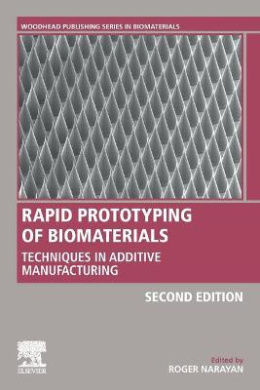 WOODHEAD PUBLISHING SERIES IN BIOMATERIALS
RAPID PROTOTYPING
OF BIOMATERIALS
TECHNIQUES IN ADDITIVE
MANUFACTURING
SECOND EDITION
Edited by
ROGER NARAYAN
ELSEVIER